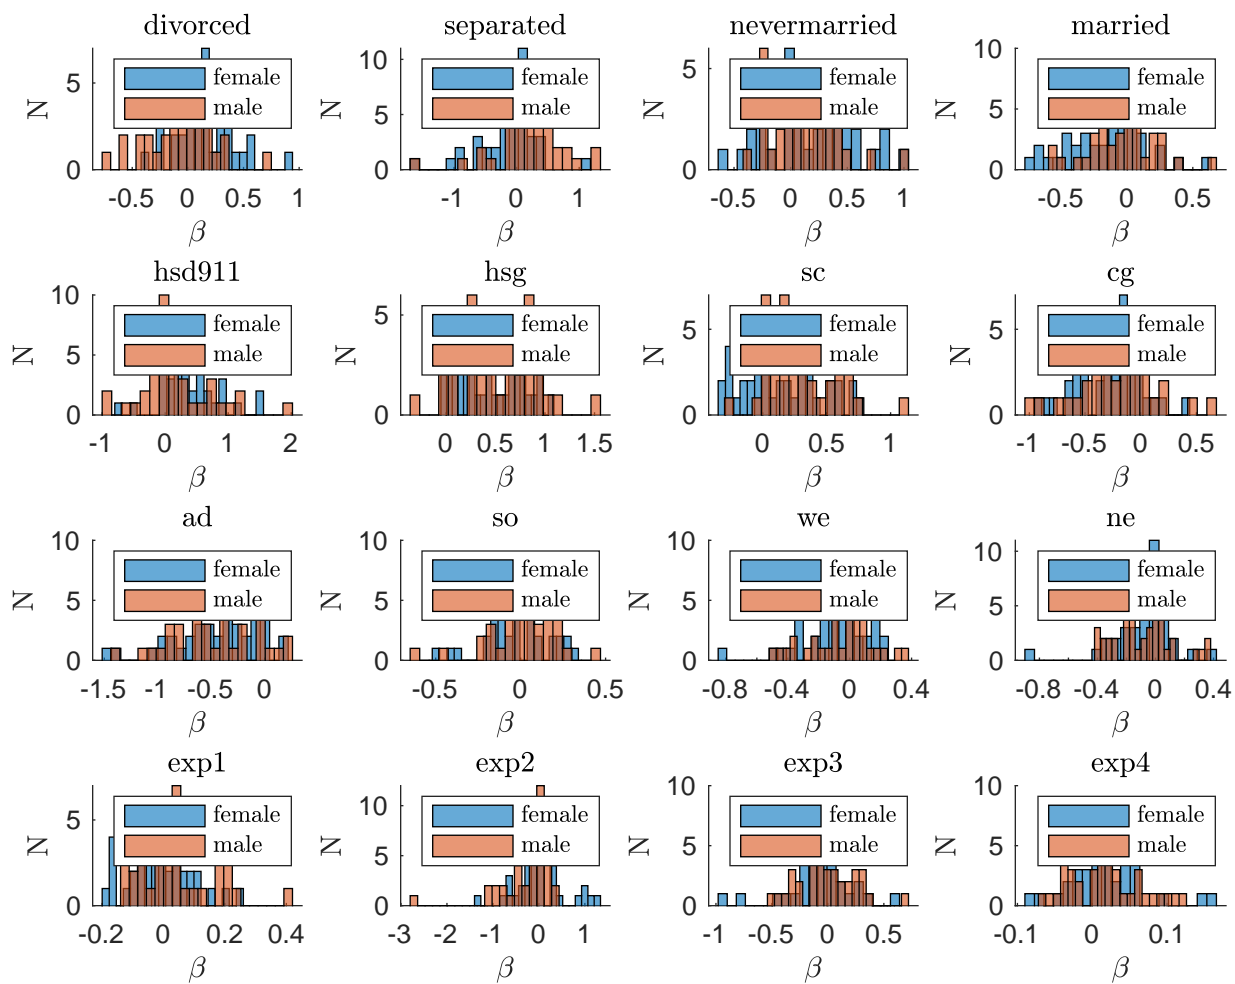 divorced separated nevermarried married
5
0
N
female
male
-0.5 0 0.5 1
β
10
5
0
N
female
male
-1 0 1
β
5
0
N
female
male
-0.5 0 0.5 1
β
10
5
0
N
female
male
-0.5 0 0.5
β
hsd911 hsg sc cg
10
5
0
N
female
male
-1 0 1 2
β
5
0
N
female
male
0 0.5 1 1.5
β
5
0
N
female
male
0 0.5 1
β
5
0
N
female
male
-1 -0.5 0 0.5
β
ad so we ne
10
5
0
N
female
male
-1.5 -1 -0.5 0
β
10
5
0
N
female
male
-0.5 0 0.5
β
10
5
0
N
female
male
-0.8 -0.4 0 0.4
β
10
5
0
N
female
male
-0.8 -0.4 0 0.4
β
exp1 exp2 exp3 exp4
5
0
N
female
male
-0.2 0 0.2 0.4
β
10
5
0
N
female
male
-3 -2 -1 0 1
β
10
5
0
N
female
male
-1 -0.5 0 0.5
β
10
5
0
N
female
male
-0.1 0 0.1
β